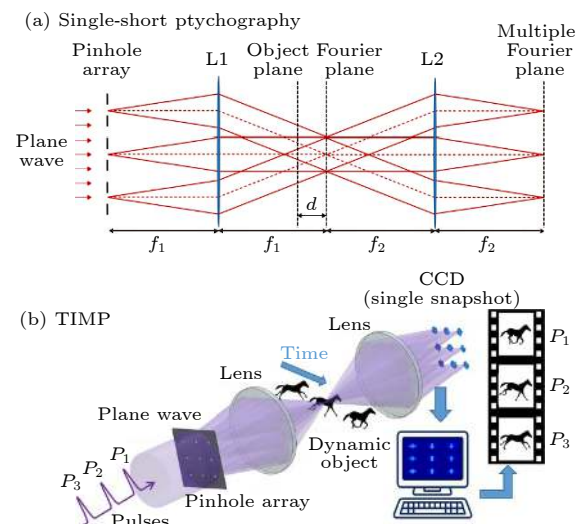 (a) Single-short ptychography
Pinhole
array
L1
Object
plane
Fourier
plane
L2
Multiple
Fourier
plane
Plane
wave
d
f1
f1
f2
f2
(b) TIMP
CCD
(single snapshot)
Lens
Time
Lens
Plane wave
P1
P2
P3
Pulses
Pinhole array
Dynamic
object
P1
P2
P3